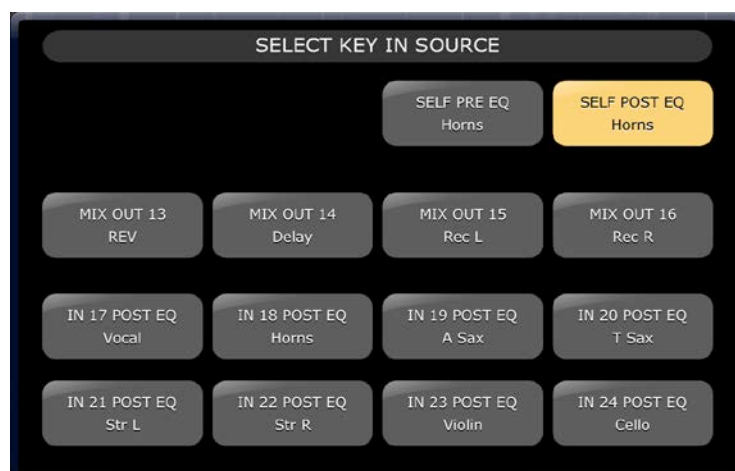 SELECT KEY IN SOURCE
SELF PRE EQ
Horns
SELF POST EQ
Horns
MIX OUT 13
REV
MIX OUT 14
Delay
MIX OUT 15
Rec L
MIX OUT 16
Rec R
IN 17 POST EQ
Vocal
IN 18 POST EQ
Horns
IN 19 POST EQ
A Sax
IN 20 POST EQ
T Sax
IN 21 POST EQ
Str L
IN 22 POST EQ
Str R
IN 23 POST EQ
Violin
IN 24 POST EQ
Cello